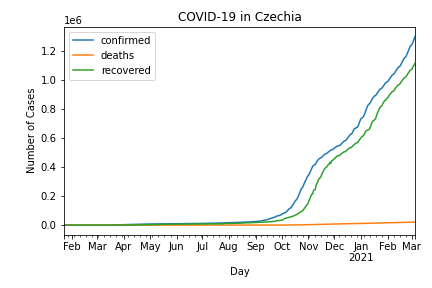 COVID-19 in Czechia
1e6
confirmed
deaths
recovered
1.2
1.0
0.8
0.6
0.4
0.2
0.0
Number of Cases
Feb Mar Apr May Jun Jul Aug Sep Oct Nov Dec Jan Feb Mar
2021
Day